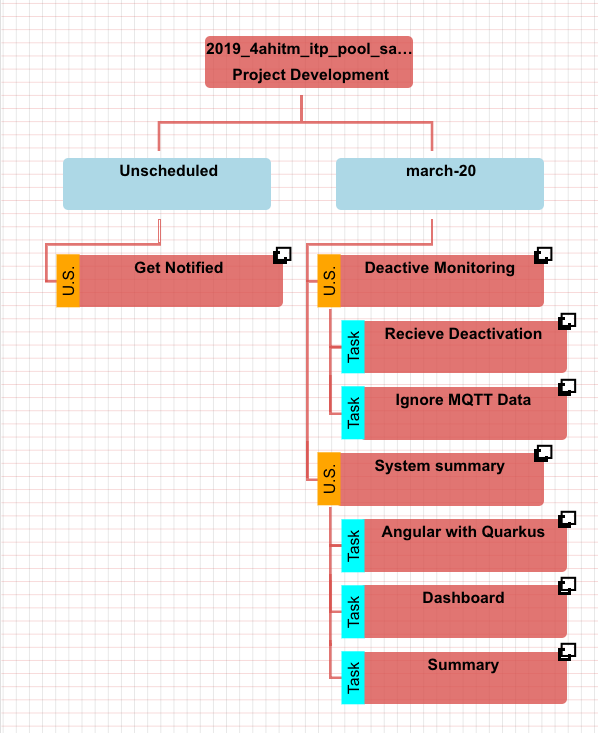 2019_4ahitm_itp_pool_sa...
Project Development
Unscheduled
march-20
U.S.
Get Notified
U.S.
Deactive Monitoring
Task
Recieve Deactivation
Task
Ignore MQTT Data
U.S.
System summary
Task
Angular with Quarkus
Task
Dashboard
Task
Summary